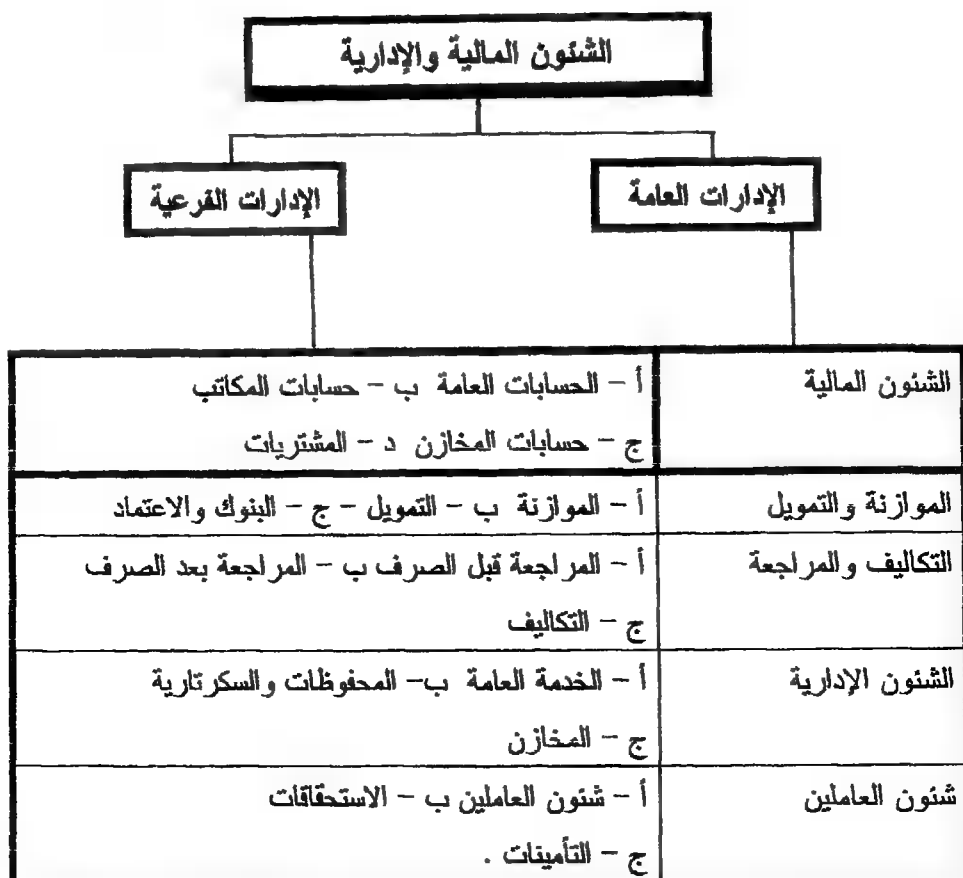 الشئون المالية والإدارية
الإدارات العامة
الإدارات الفرعية
الشئون المالية
أ – الحسابات العامة ب – حسابات المكاتب
ج – حسابات المخازن د – المشتريات
الموازنة والتمويل
أ – الموازنة ب – التمويل – ج – البنوك والاعتماد
التكاليف والمراجعة
أ – المراجعة قبل الصرف ب – المراجعة بعد الصرف
ج – التكاليف
الشئون الإدارية
أ – الخدمة العامة ب– المحفوظات والسكرتارية
ج – المخازن
شئون العاملين
أ – شئون العاملين ب – الاستحقاقات
ج – التأمينات .